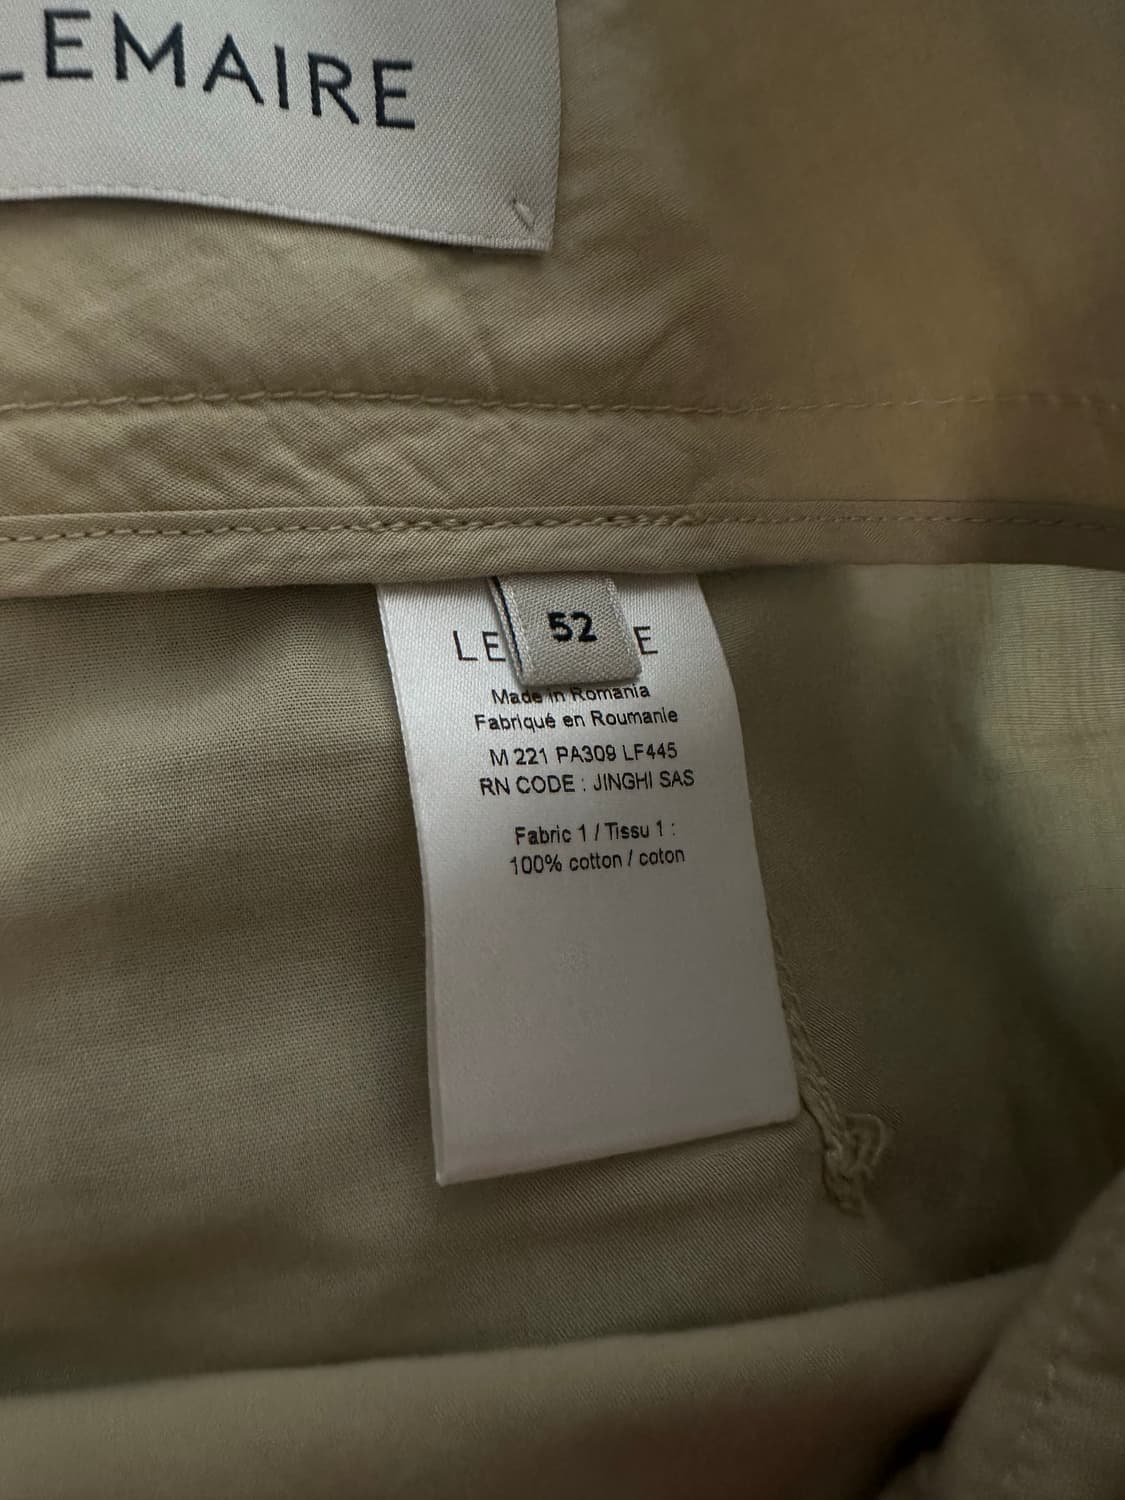 LEMAIRE
52
LE E
Made in Romania
Fabriqué en Roumanie
M 221 PA309 LF445
RN CODE : JINGHI SAS
Fabric 1 / Tissu 1 :
100% cotton / coton